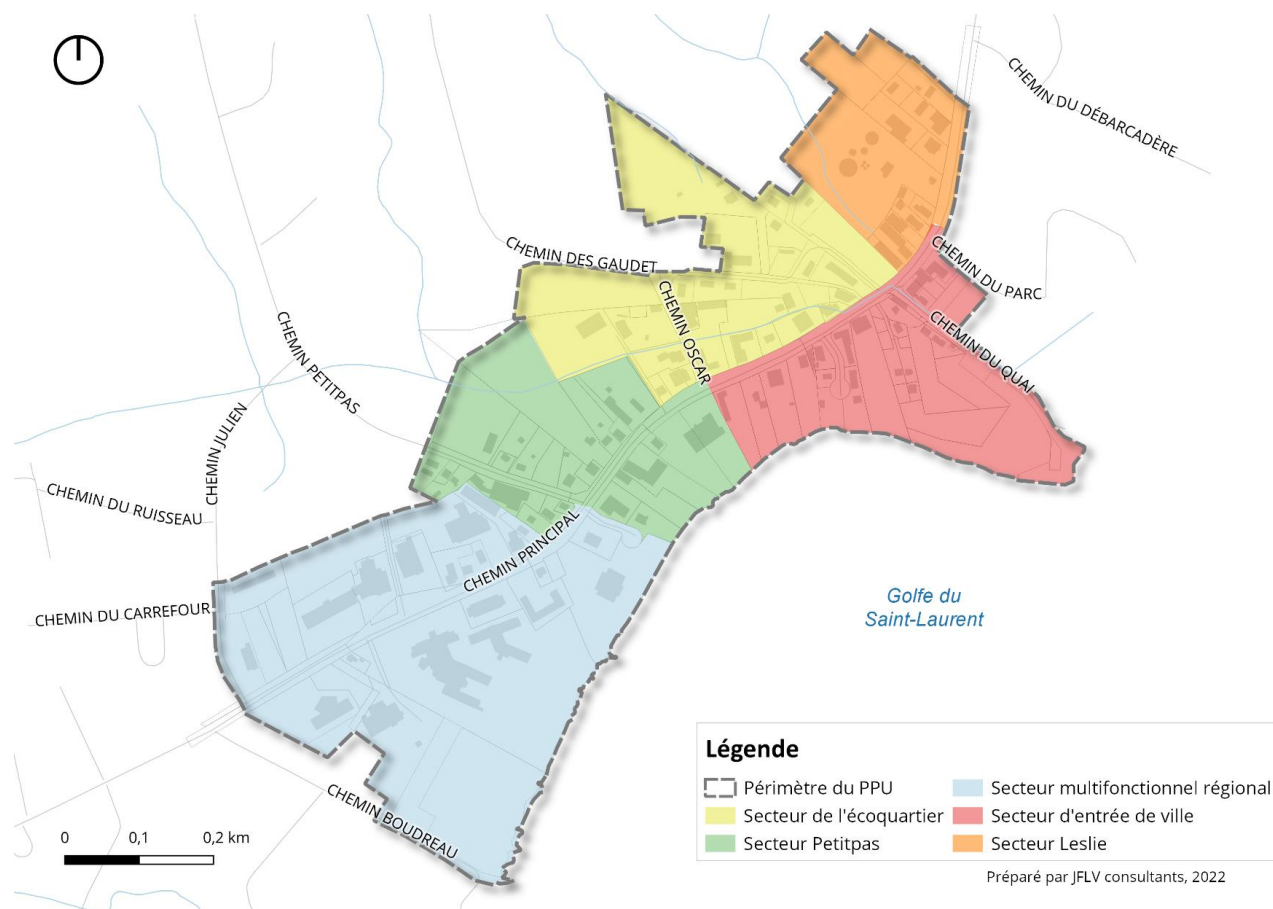 CHEMIN DU DÉBARCADÈRE
CHEMIN DES GAUDET
CHEMIN DU PARC
CHEMIN OSCAR
CHEMIN DU QUAI
CHEMIN PETITPAS
CHEMIN JULIEN
CHEMIN DU RUISSEAU
CHEMIN PRINCIPAL
CHEMIN DU CARREFOUR
Golfe du
Saint-Laurent
CHEMIN BOUDREAU
0 0,1 0,2 km
Légende
Périmètre du PPU
Secteur de l'écoquartier
Secteur Petitpas
Secteur multifonctionnel régional
Secteur d'entrée de ville
Secteur Leslie
Préparé par JFLV consultants, 2022